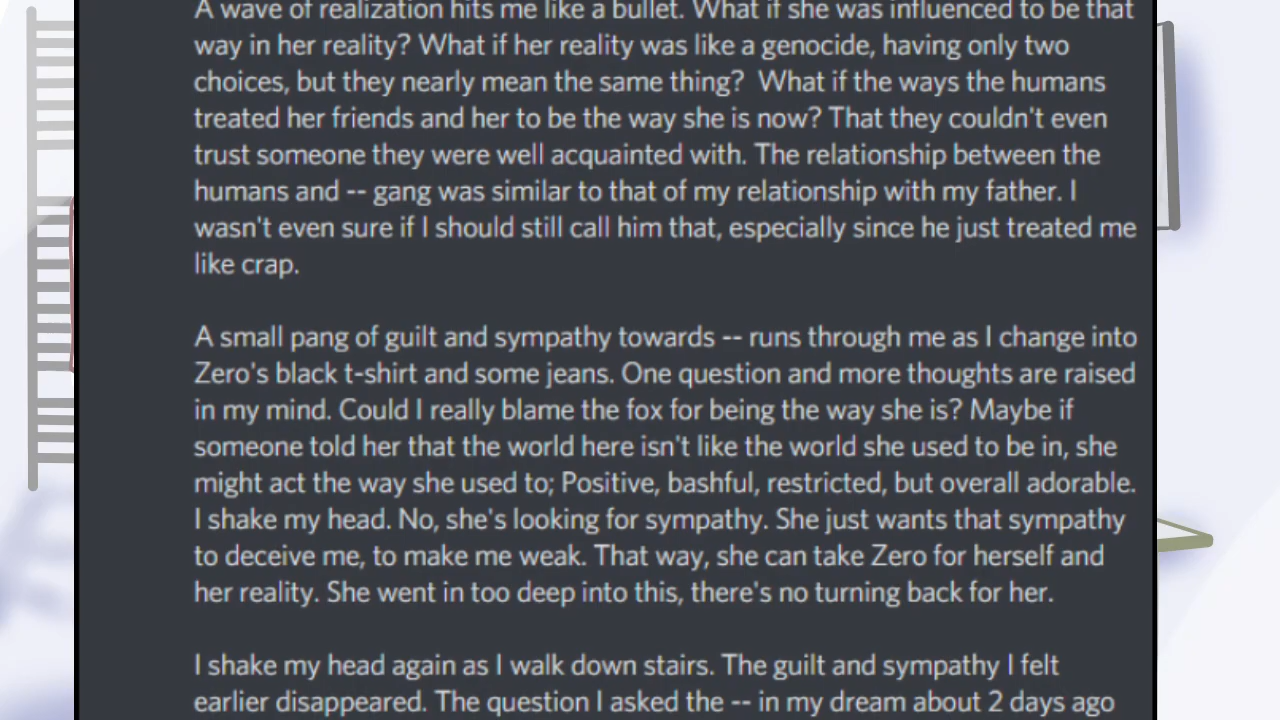 A wave of realization hits me like a bullet. What if she was influenced to be that
way in her reality? What if her reality was like a genocide, having only two
choices, but they nearly mean the same thing?  What if the ways the humans
treated her friends and her to be the way she is now? That they couldn't even
trust someone they were well acquainted with. The relationship between the
humans and -- gang was similar to that of my relationship with my father. I
wasn't even sure if I should still call him that, especially since he just treated me
like crap.
A small pang of guilt and sympathy towards -- runs through me as I change into
Zero's black t-shirt and some jeans. One question and more thoughts are raised
in my mind. Could I really blame the fox for being the way she is? Maybe if
someone told her that the world here isn't like the world she used to be in, she
might act the way she used to; Positive, bashful, restricted, but overall adorable.
I shake my head. No, she's looking for sympathy. She just wants that sympathy
to deceive me, to make me weak. That way, she can take Zero for herself and
her reality. She went in too deep into this, there's no turning back for her.
I shake my head again as I walk down stairs. The guilt and sympathy I felt
earlier disappeared. The question I asked the -- in my dream about 2 days ago